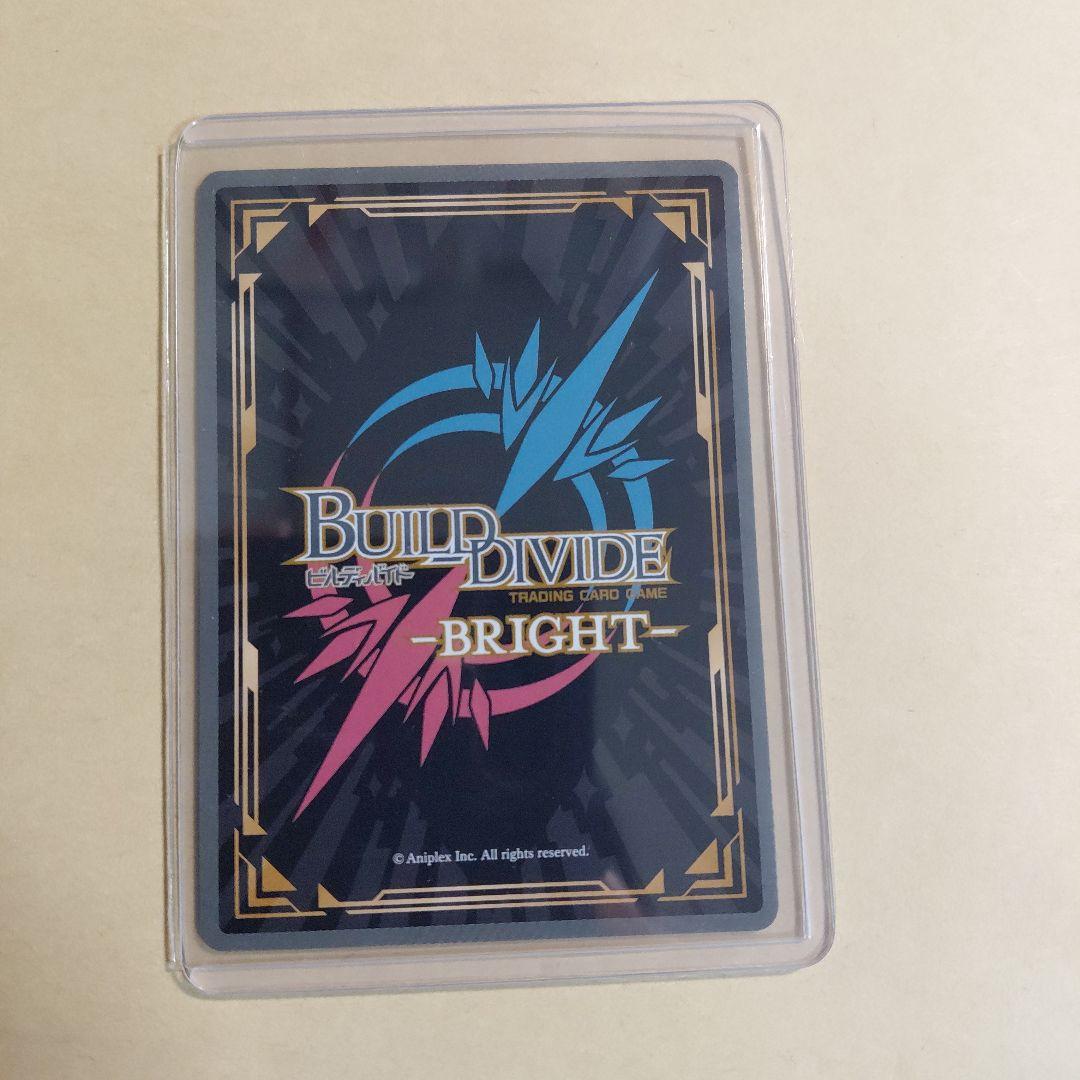 BUILD DIVIDE
ビルディバイド
TRADING CARD GAME
-BRIGHT-
© Aniplex Inc. All rights reserved.